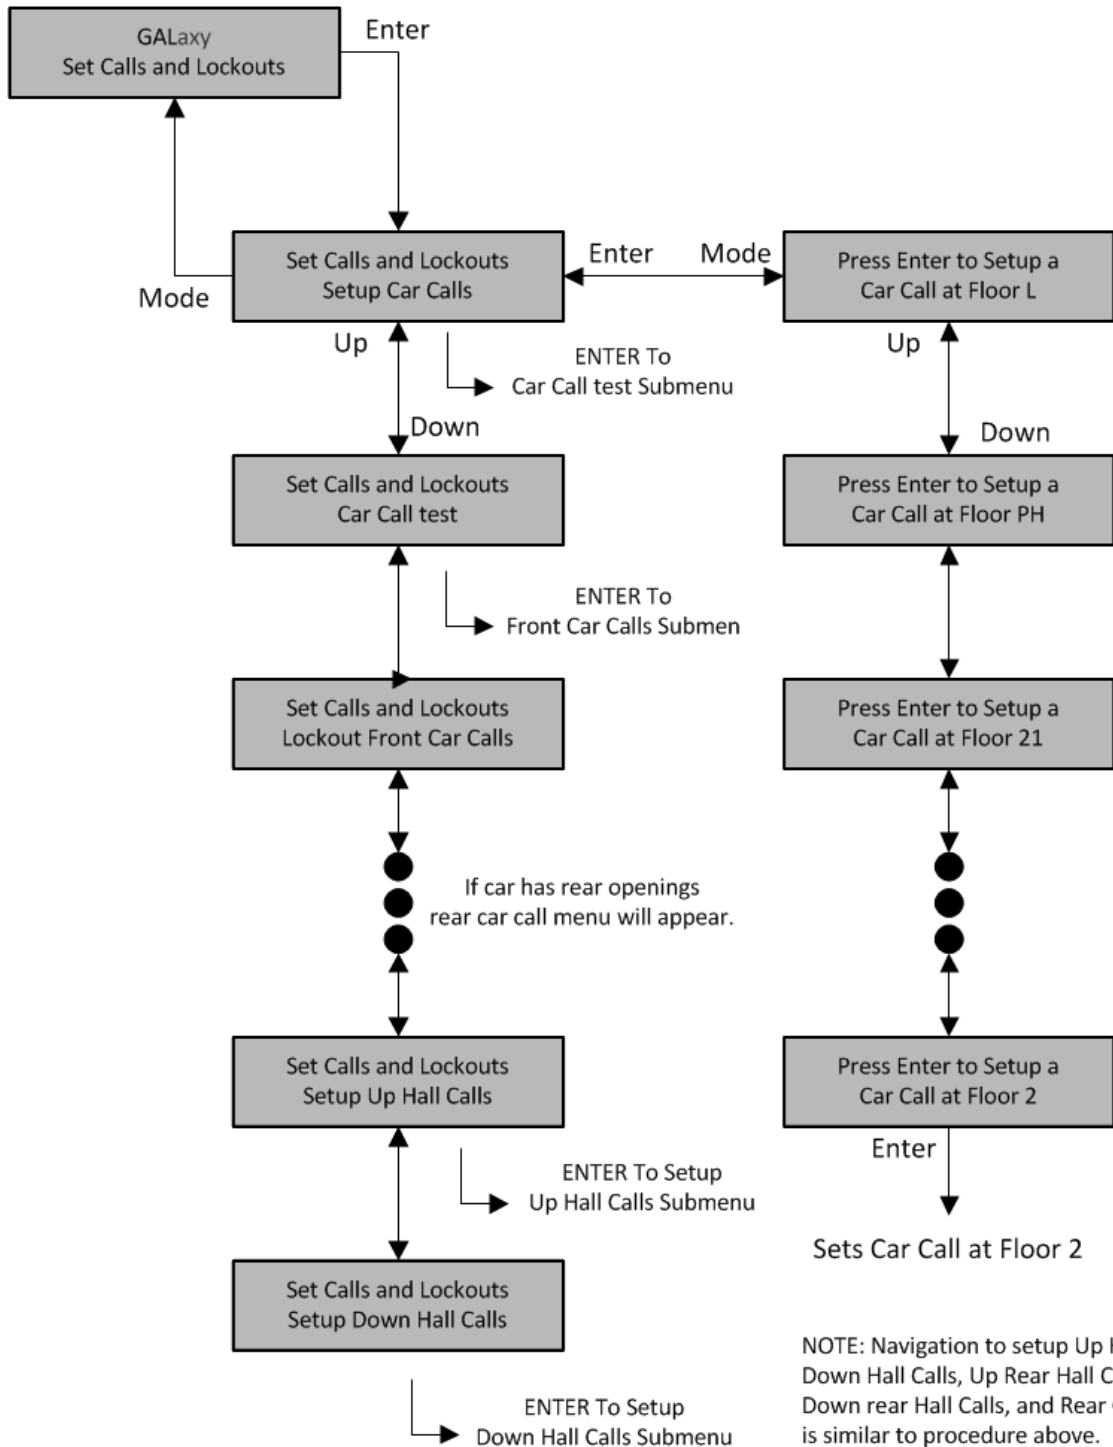 GALaxy
Set Calls and Lockouts
Enter
Set Calls and Lockouts
Setup Car Calls
Mode
Enter
Mode
Press Enter to Setup a
Car Call at Floor L
Up
ENTER To
Car Call test Submenu
Down
Up
Down
Set Calls and Lockouts
Car Call test
Press Enter to Setup a
Car Call at Floor PH
ENTER To
Front Car Calls Submen
Set Calls and Lockouts
Lockout Front Car Calls
Press Enter to Setup a
Car Call at Floor 21
If car has rear openings
rear car call menu will appear.
Set Calls and Lockouts
Setup Up Hall Calls
Press Enter to Setup a
Car Call at Floor 2
ENTER To Setup
Up Hall Calls Submenu
Enter
Sets Car Call at Floor 2
Set Calls and Lockouts
Setup Down Hall Calls
ENTER To Setup
Down Hall Calls Submenu
NOTE: Navigation to setup Up
Down Hall Calls, Up Rear Hall
Down rear Hall Calls, and Rear
is similar to procedure above.